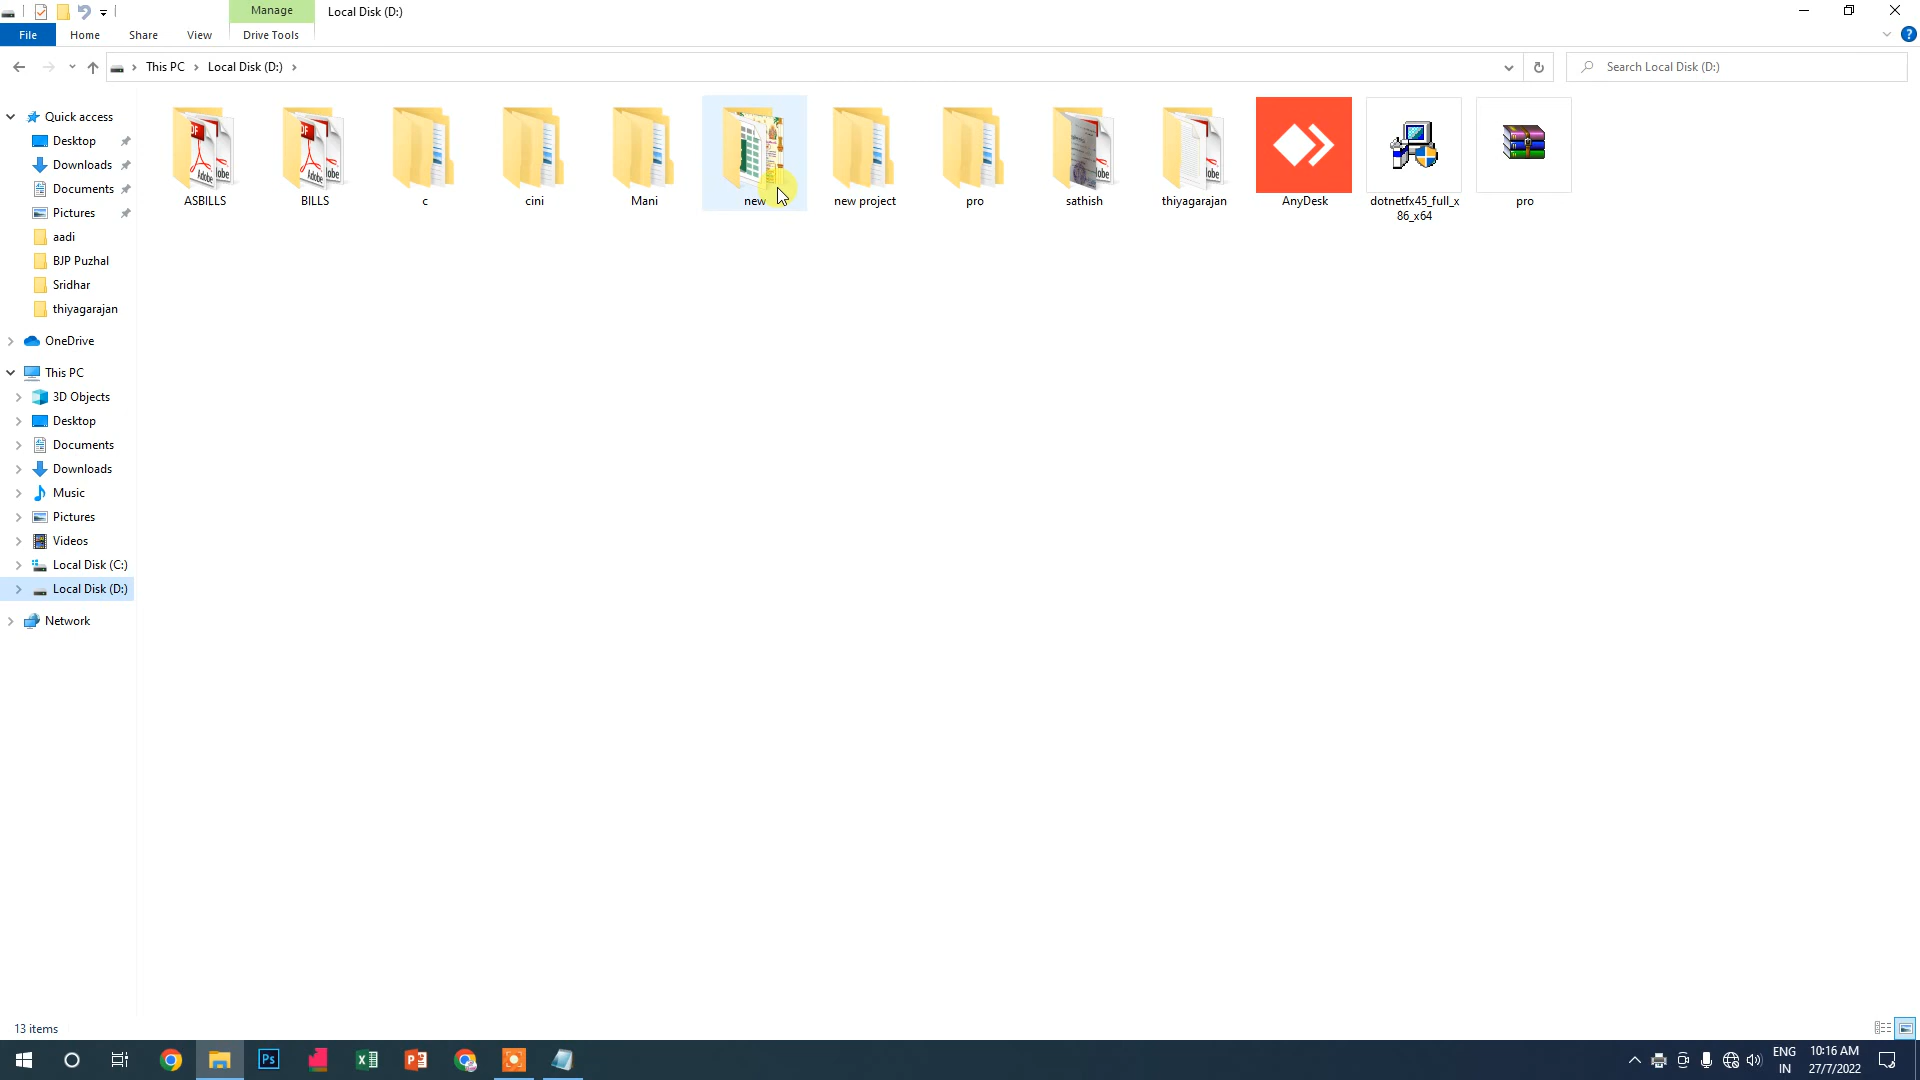 Manage
Local Disk (D:)
File
Home
Share
View
Drive Tools
?
This PC
Local Disk (D:)
Search Local Disk (D:)
Quick access
Desktop
Downloads
Documents
Pictures
aadi
BJP Puzhal
Sridhar
thiyagarajan
OneDrive
This PC
3D Objects
Desktop
Documents
Downloads
Music
Pictures
Videos
Local Disk (C:)
Local Disk (D:)
Network
ASBILLS
BILLS
c
cini
Mani
new
new project
pro
sathish
thiyagarajan
AnyDesk
dotnetfx45_full_x
86_x64
pro
13 items
Ps
ENG
IN
10:16 AM
27/7/2022